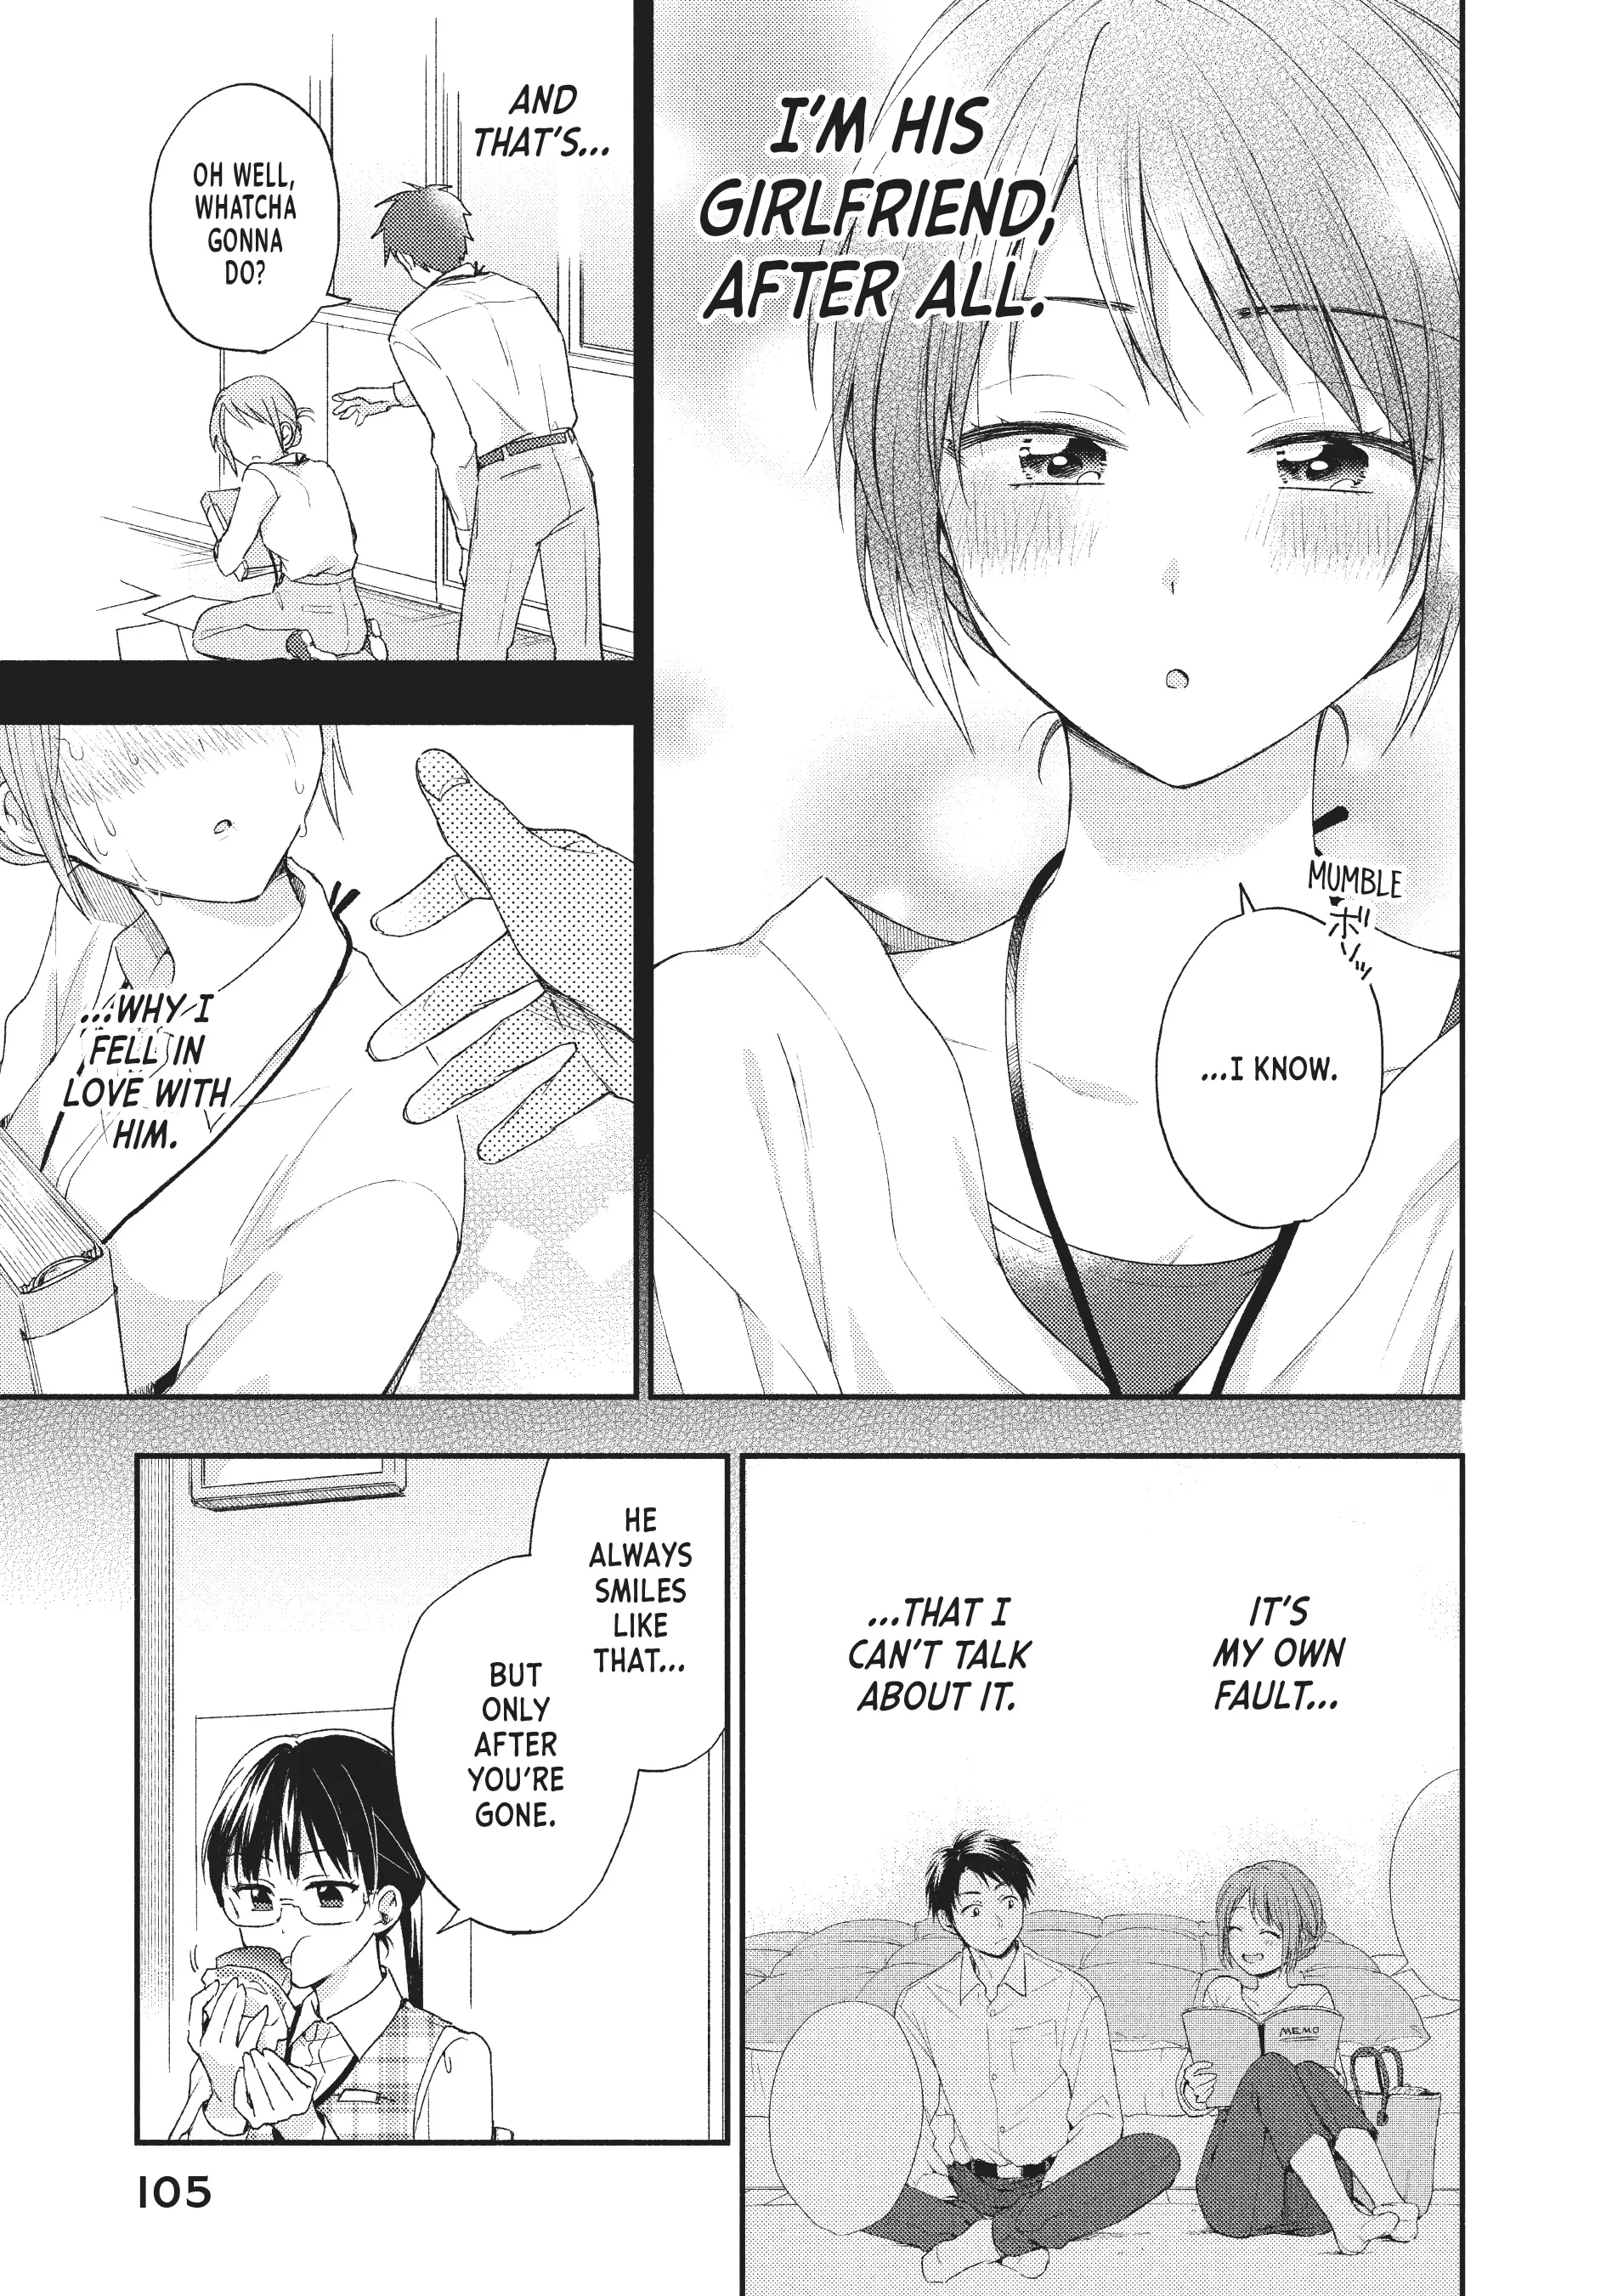 I'M HIS
GIRLFRIEND,
AFTER ALL.
MUMBLE
ボソッ
...I KNOW.
AND
THAT'S...
OH WELL,
WHATCHA
GONNA
DO?
...WHY I
FELL IN
LOVE WITH
HIM.
IT'S
MY OWN
FAULT...
...THAT I
CAN'T TALK
ABOUT IT.
MEMO
HE
ALWAYS
SMILES
LIKE
THAT...
BUT
ONLY
AFTER
YOU'RE
GONE.
105